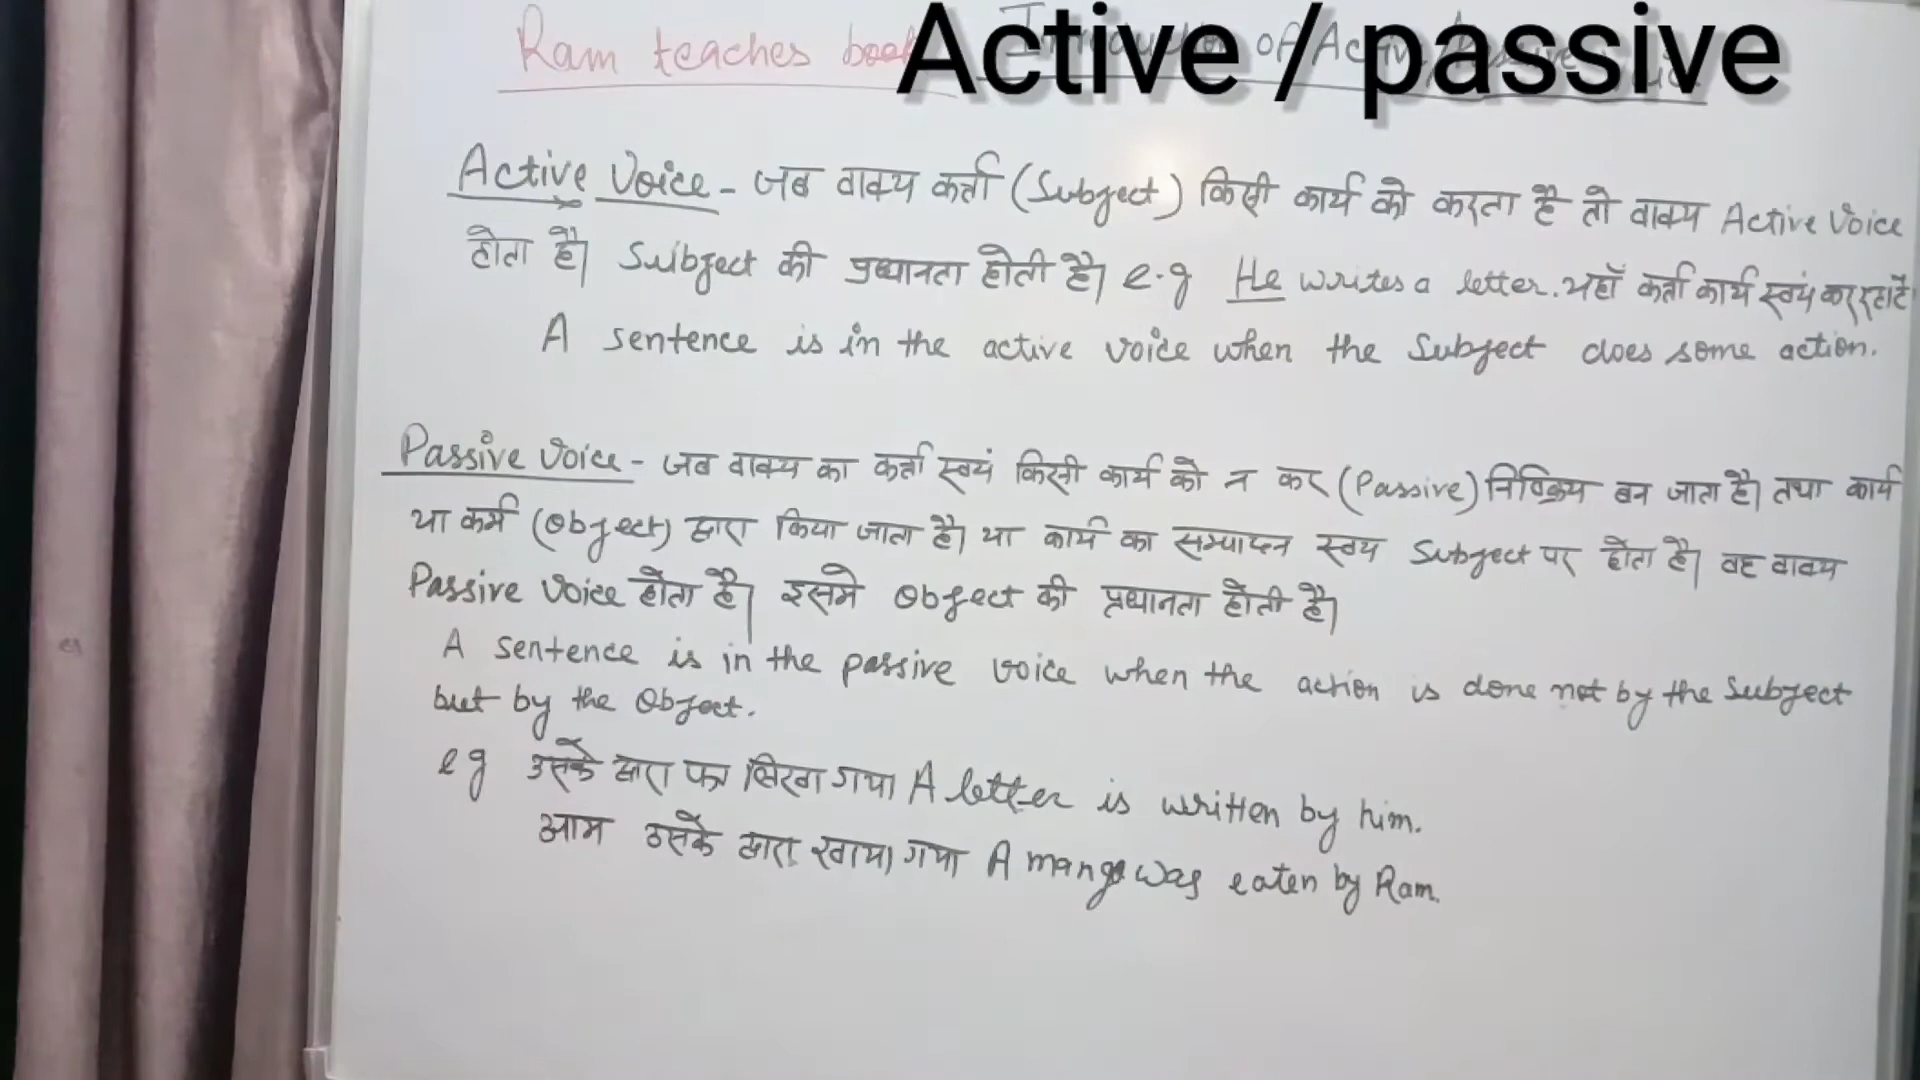 Active / passive
Ram teaches of Active
Active Voice - जब वाक्य कर्ता (Subject) किसी कार्य को करता है तो वाक्य Active Voice
होता है। Subject की प्रधानता होती है। e.g He writes a letter. यहाँ कर्ता कार्य स्वयं कर रहा है
A sentence is in the active voice when the Subject does some action.
Passive Voice - जब वाक्य का कर्ता स्वयं किसी कार्य को न कर (Passive) निष्क्रिय बन जाता है। तथा कार्य
या कर्म (Object) द्वारा किया जाता है। या कार्य का सम्पादन स्वय Subject पर होता है। वह वाक्य
Passive Voice होता है। इसमे Object की प्रधानता होती है।
A sentence is in the passive voice when the action is done not by the Subject
but by the Object.
eg उसके द्वारा पत्र लिखा गया A letter is written by him.
आम उसके द्वारा खाया गया A mango was eaten by Ram.